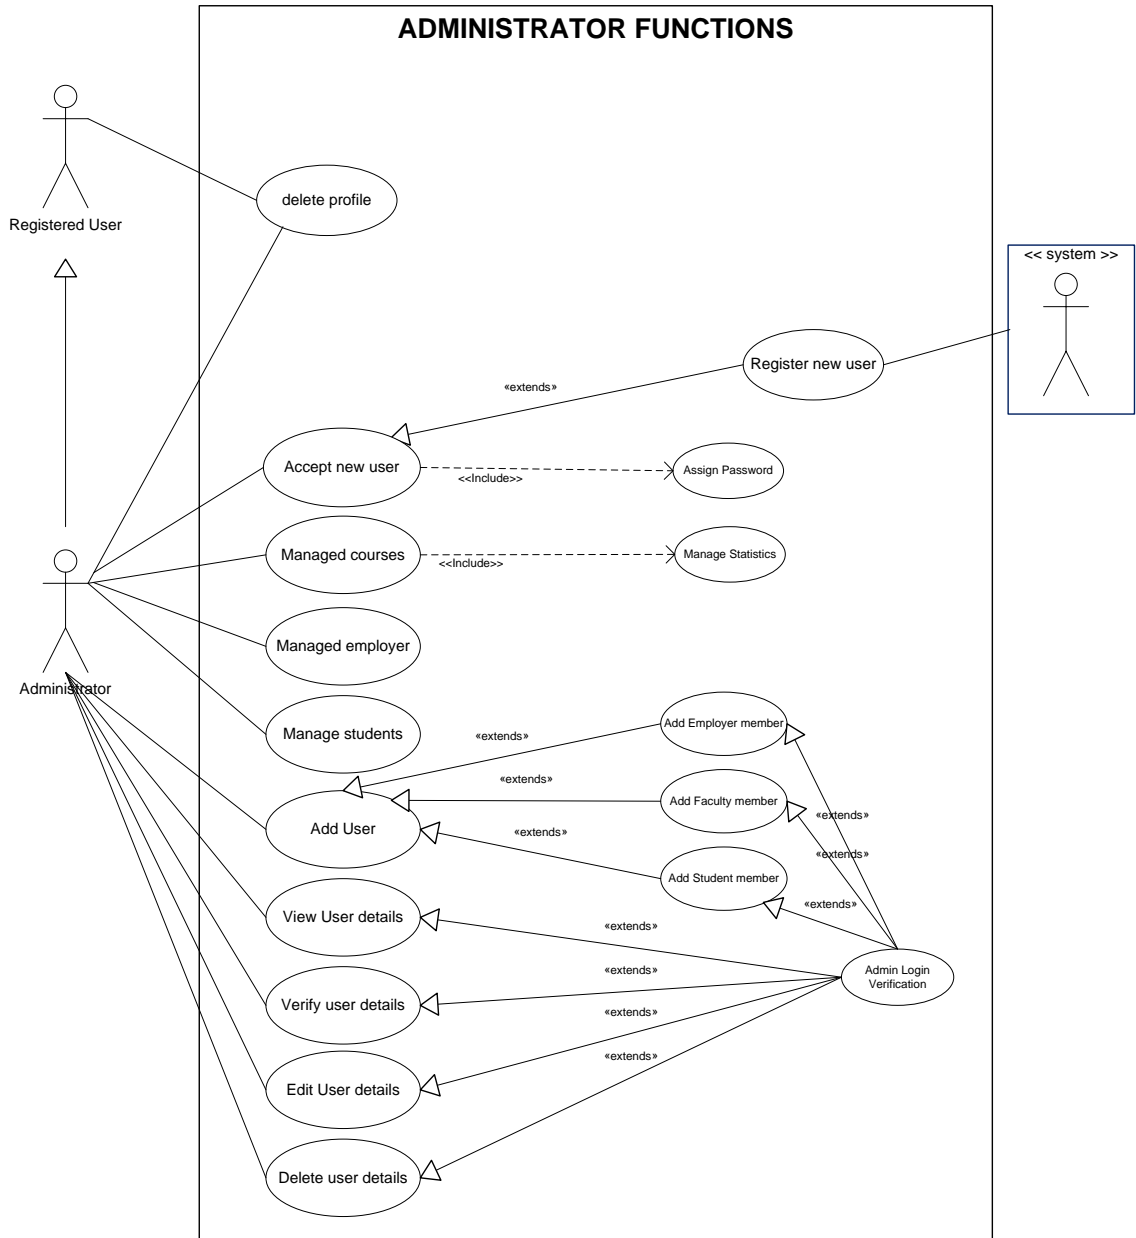 ADMINISTRATOR FUNCTIONS
Registered User
delete profile
<< system >>
Register new user
«extends»
Accept new user
<<Include>>
Assign Password
Managed courses
<<Include>>
Manage Statistics
Managed employer
Administrator
Manage students
«extends»
Add Employer member
«extends»
Add Faculty member
«extends»
Add User
«extends»
«extends»
Add Student member
«extends»
View User details
«extends»
Admin Login
Verification
«extends»
Verify user details
«extends»
Edit User details
«extends»
Delete user details